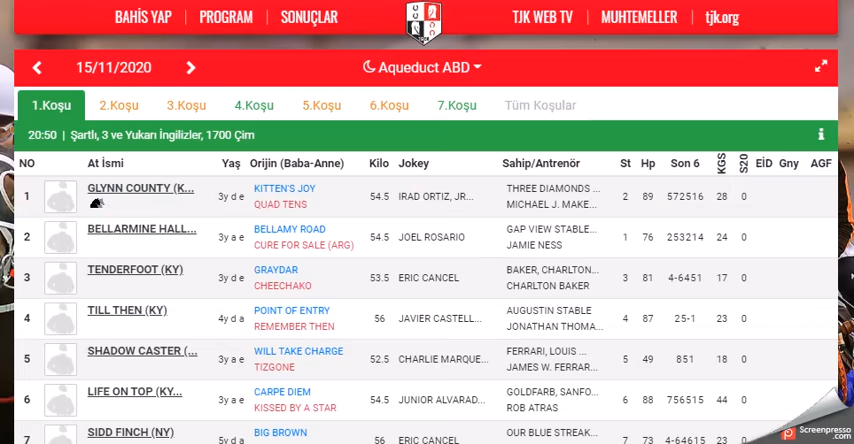 BAHİS YAP | PROGRAM | SONUÇLAR TJK WEB TV | MUHTEMELLER | tjk.org
15/11/2020 Aqueduct ABD
1.Koşu 2.Koşu 3.Koşu 4.Koşu 5.Koşu 6.Koşu 7.Koşu Tüm Koşular
20:50 | Şartlı, 3 ve Yukarı İngilizler, 1700 Çim
NO At İsmi Yaş Orijin (Baba-Anne) Kilo Jokey Sahip/Antrenör St Hp Son 6 KGS S20 EİD Gny AGF
1 GLYNN COUNTY (K... 3y d e KITTEN'S JOY 54.5 IRAD ORTIZ, JR... THREE DIAMONDS ... 2 89 572516 28 0
QUAD TENS MICHAEL J. MAKE...
2 BELLARMINE HALL... 3y a e BELLAMY ROAD 54.5 JOEL ROSARIO GAP VIEW STABLE... 1 76 253214 24 0
CURE FOR SALE (ARG) JAMIE NESS
3 TENDERFOOT (KY) 3y d e GRAYDAR 53.5 ERIC CANCEL BAKER, CHARLTON... 3 81 4-6451 17 0
CHEECHAKO CHARLTON BAKER
4 TILL THEN (KY) 4y d a POINT OF ENTRY 56 JAVIER CASTELL... AUGUSTIN STABLE 4 87 25-1 23 0
REMEMBER THEN JONATHAN THOMA...
5 SHADOW CASTER (... 3y a e WILL TAKE CHARGE 52.5 CHARLIE MARQUE... FERRARI, LOUIS ... 5 49 851 18 0
TIZGONE JAMES W. FERRAR...
6 LIFE ON TOP (KY... 3y a e CARPE DIEM 54.5 JUNIOR ALVARAD... GOLDFARB, SANFO... 6 88 756515 44 0
KISSED BY A STAR ROB ATRAS
7 SIDD FINCH (NY) 5y d a BIG BROWN 56 ERIC CANCEL OUR BLUE STREAK... 7 73 4-64615 23 0
Screenpresso
.com